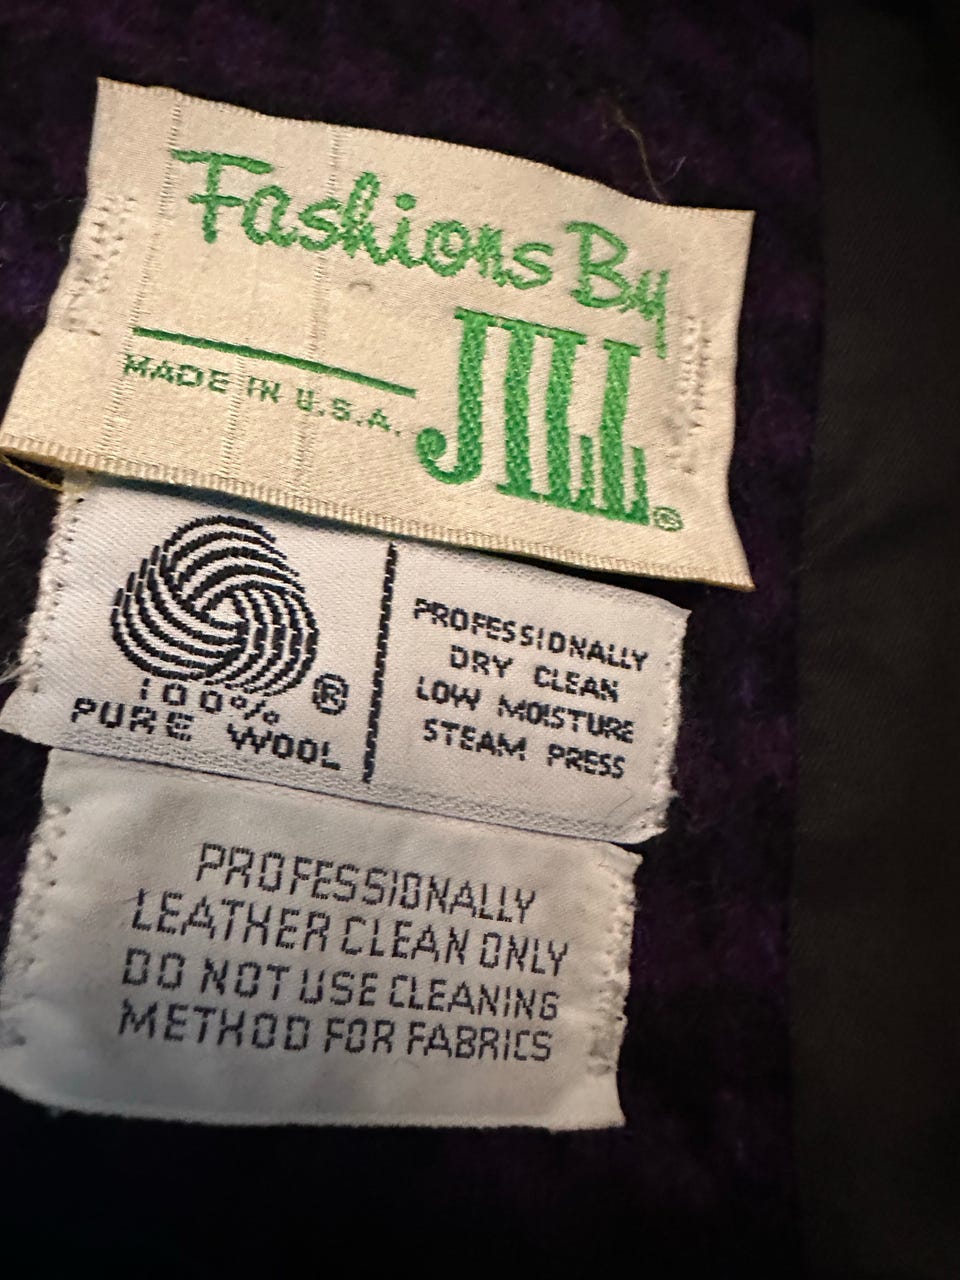 Fashions By
JILL®
MADE IN U.S.A.
®
100%
PURE WOOL
PROFESSIONALLY
DRY CLEAN
LOW MOISTURE
STEAM PRESS
PROFESSIONALLY
LEATHER CLEAN ONLY
DO NOT USE CLEANING
METHOD FOR FABRICS